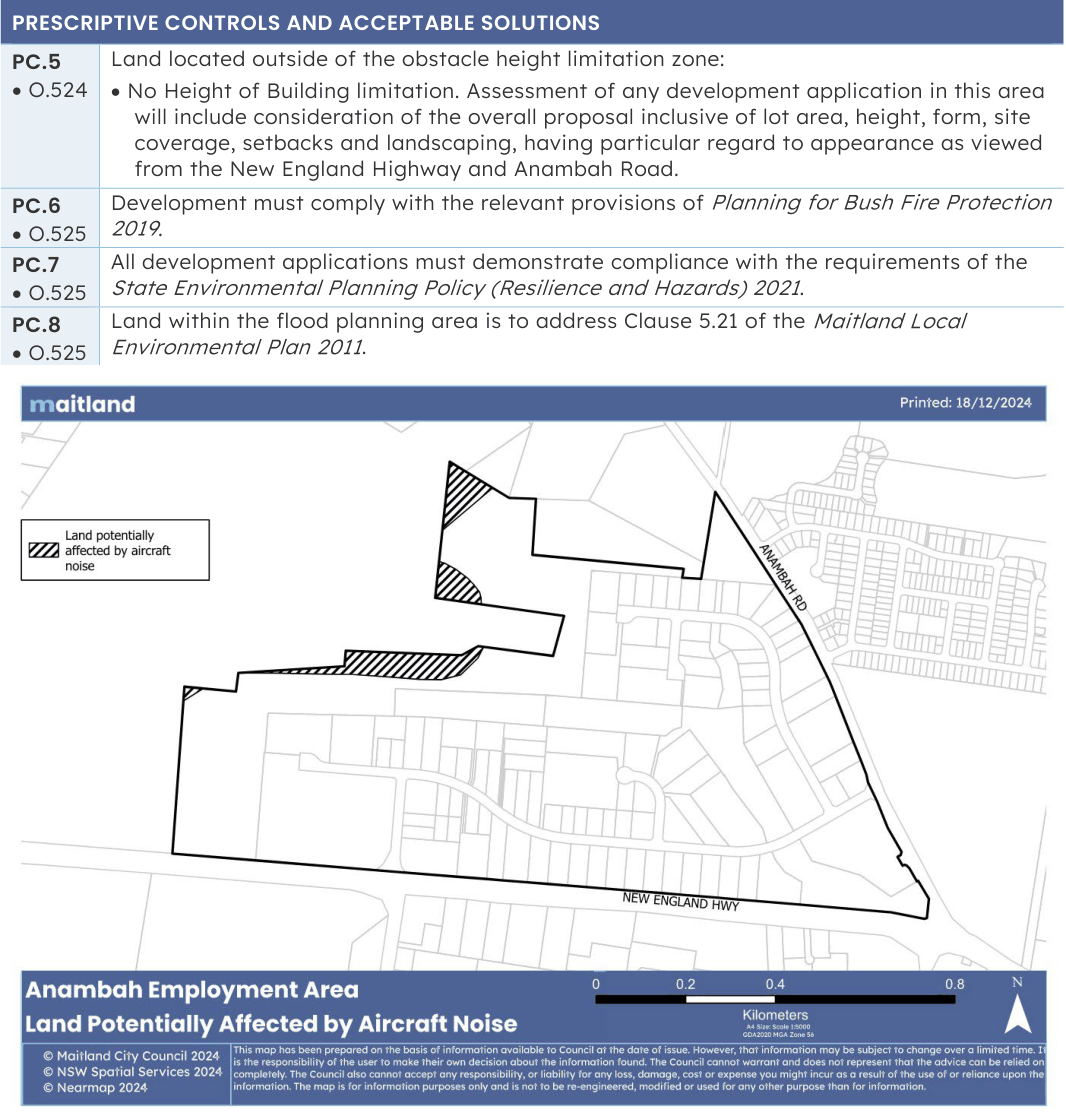 PRESCRIPTIVE CONTROLS AND ACCEPTABLE SOLUTIONS
PC.5
• O.524
Land located outside of the obstacle height limitation zone:
• No Height of Building limitation. Assessment of any development application in this area
will include consideration of the overall proposal inclusive of lot area, height, form, site
coverage, setbacks and landscaping, having particular regard to appearance as viewed
from the New England Highway and Anambah Road.
PC.6
• O.525
Development must comply with the relevant provisions of Planning for Bush Fire Protection
2019.
PC.7
• O.525
All development applications must demonstrate compliance with the requirements of the
State Environmental Planning Policy (Resilience and Hazards) 2021.
PC.8
• O.525
Land within the flood planning area is to address Clause 5.21 of the Maitland Local
Environmental Plan 2011.
maitland
Printed: 18/12/2024
Land potentially
affected by aircraft
noise
ANAMBAH RD
NEW ENGLAND HWY
Anambah Employment Area
Land Potentially Affected by Aircraft Noise
0 0.2 0.4 0.8
Kilometers
A4 Size: Scale 1:5000
GDA2020 MGA Zone 56
N
© Maitland City Council 2024
© NSW Spatial Services 2024
© Nearmap 2024
This map has been prepared on the basis of information available to Council at the date of issue. However, that information may be subject to change over a limited time. It
is the responsibility of the user to make their own decision about the information found. The Council cannot warrant and does not represent that the advice can be relied on
completely. The Council also cannot accept any responsibility, or liability for any loss, damage, cost or expense you might incur as a result of the use of or reliance upon the
information. The map is for information purposes only and is not to be re-engineered, modified or used for any other purpose than for information.